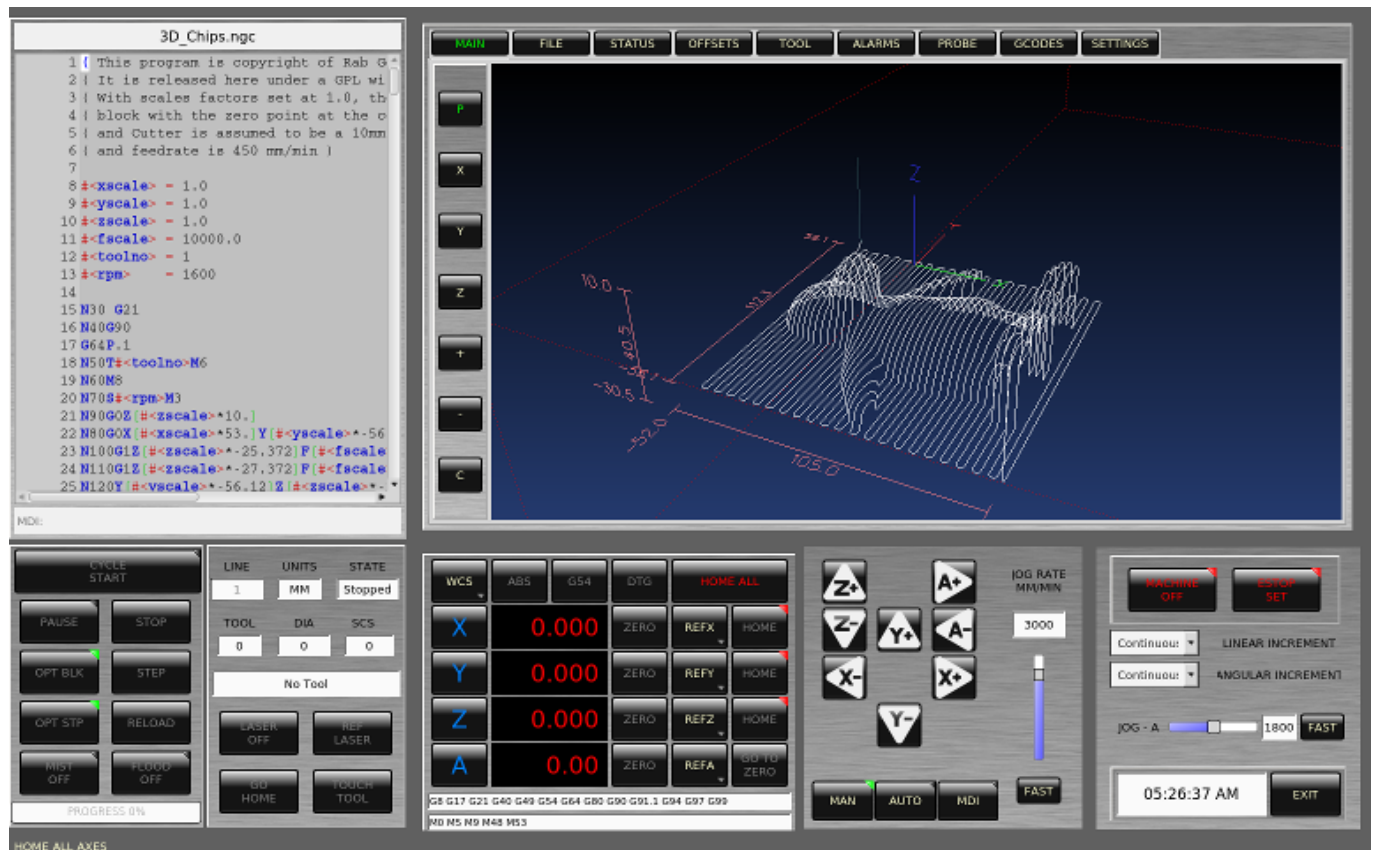 3D_Chips.ngc
1 ( This program is copyright of Rab G
2 ( It is released here under a GPL wi
3 ( With scales factors set at 1.0, th
4 ( block with the zero point at the c
5 ( and Cutter is assumed to be a 10mm
6 ( and feedrate is 450 mm/min )
7
8 #<xscale> = 1.0
9 #<yscale> = 1.0
10 #<zscale> = 1.0
11 #<fscale> = 10000.0
12 #<toolno> = 1
13 #<rpm> = 1600
14
15 N30 G21
16 N40G90
17 G64P.1
18 N50T#<toolno>M6
19 N60M8
20 N70S#<rpm>M3
21 N90G0Z[#<zscale>*10.]
22 N80G0X[#<xscale>*53.]Y[#<yscale>*-56
23 N100G1Z[#<zscale>*-25.372]F[#<fscale
24 N110G1Z[#<zscale>*-27.372]F[#<fscale
25 N120Y[#<yscale>*-56.12]Z[#<zscale>*-
MDI:
MAIN FILE STATUS OFFSETS TOOL ALARMS PROBE GCODES SETTINGS
P
X
Y
Z
+
-
C
Z
Y
X
10.0
40.5
-30.5
112.3
-52.0
105.0
CYCLE
START
PAUSE STOP
OPT BLK STEP
OPT STP RELOAD
MIST
OFF
FLOOD
OFF
PROGRESS 0%
LINE UNITS STATE
1 MM Stopped
TOOL DIA SCS
0 0 0
No Tool
LASER
OFF
REF
LASER
GO
HOME
TOUCH
TOOL
WCS ABS G54 DTG HOME ALL
X 0.000 ZERO REFX HOME
Y 0.000 ZERO REFY HOME
Z 0.000 ZERO REFZ HOME
A 0.00 ZERO REFA GO TO
ZERO
G8 G17 G21 G40 G49 G54 G64 G80 G90 G91.1 G94 G97 G99
M0 M5 M9 M48 M53
Z+ A+
Z- Y+ A-
X- X+
Y-
JOG RATE
MM/MIN
3000
FAST
MAN AUTO MDI
MACHINE
OFF
ESTOP
SET
Continuou: LINEAR INCREMENT
Continuou: ANGULAR INCREMENT
JOG - A 1800 FAST
05:26:37 AM EXIT
HOME ALL AXES